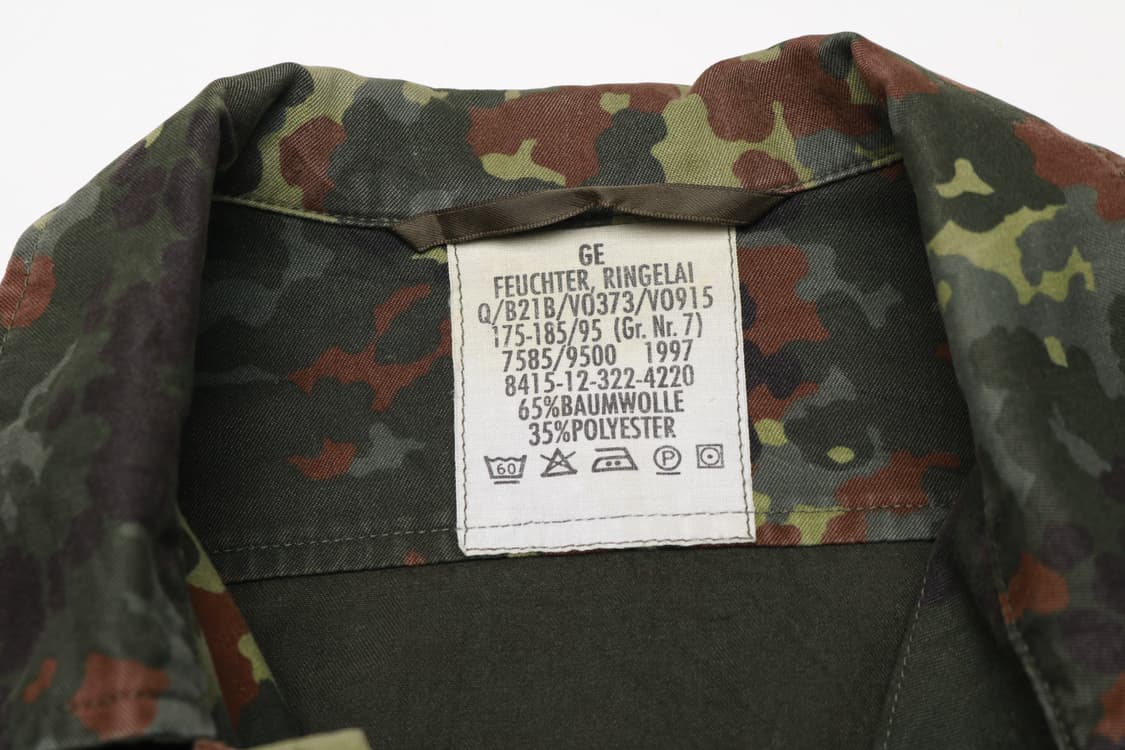 GE
FEUCHTER, RINGELAI
Q/B21B/V0373/V0915
175-185/95 (Gr. Nr. 7)
7585/9500 1997
8415-12-322-4220
65%BAUMWOLLE
35%POLYESTER
60 P